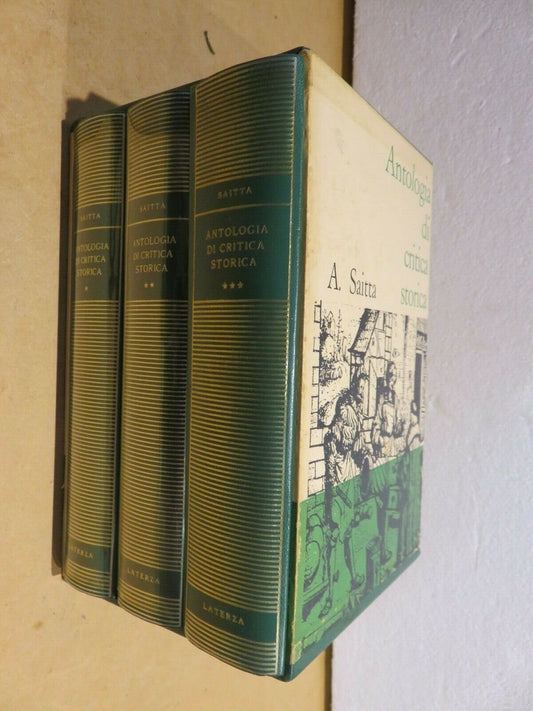 SAITTA
ANTOLOGIA
DI CRITICA
STORICA
*
LATERZA
SAITTA
ANTOLOGIA
DI CRITICA
STORICA
**
LATERZA
SAITTA
ANTOLOGIA
DI CRITICA
STORICA
***
LATERZA
Antologia
di
critica
storica
A. Saitta